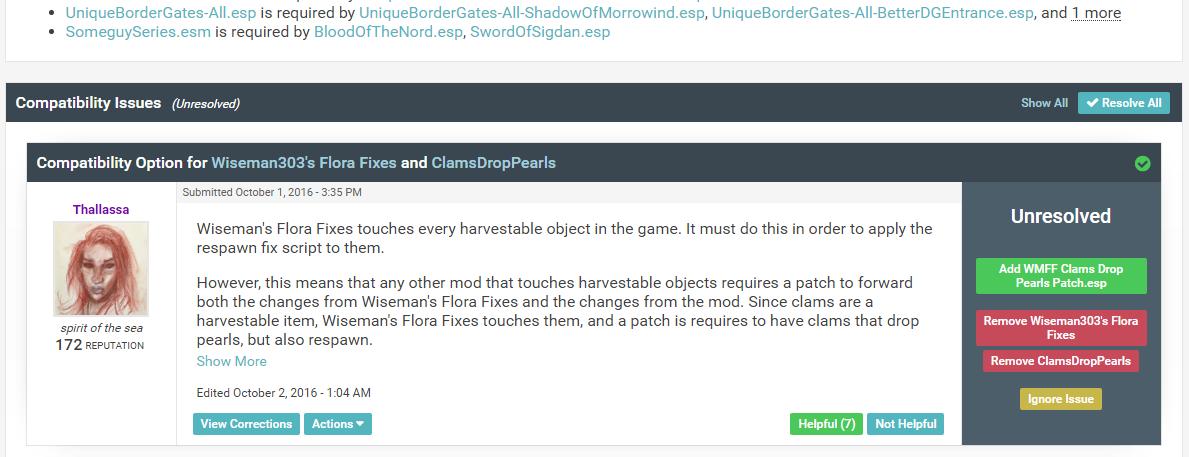 UniqueBorderGates-All.esp is required by UniqueBorderGates-All-ShadowOfMorrowind.esp, UniqueBorderGates-All-BetterDGEntrance.esp, and 1 more
SomeguySeries.esm is required by BloodOfTheNord.esp, SwordOfSigdan.esp
Compatibility Issues (Unresolved)
Show All
Resolve All
Compatibility Option for Wiseman303's Flora Fixes and ClamsDropPearls
Thallassa
spirit of the sea
172 REPUTATION
Submitted October 1, 2016 - 3:35 PM
Wiseman's Flora Fixes touches every harvestable object in the game. It must do this in order to apply the
respawn fix script to them.
However, this means that any other mod that touches harvestable objects requires a patch to forward
both the changes from Wiseman's Flora Fixes and the changes from the mod. Since clams are a
harvestable item, Wiseman's Flora Fixes touches them, and a patch is requires to have clams that drop
pearls, but also respawn.
Show More
Edited October 2, 2016 - 1:04 AM
View Corrections
Actions
Helpful (7)
Not Helpful
Unresolved
Add WMFF Clams Drop
Pearls Patch.esp
Remove Wiseman303's Flora
Fixes
Remove ClamsDropPearls
Ignore Issue